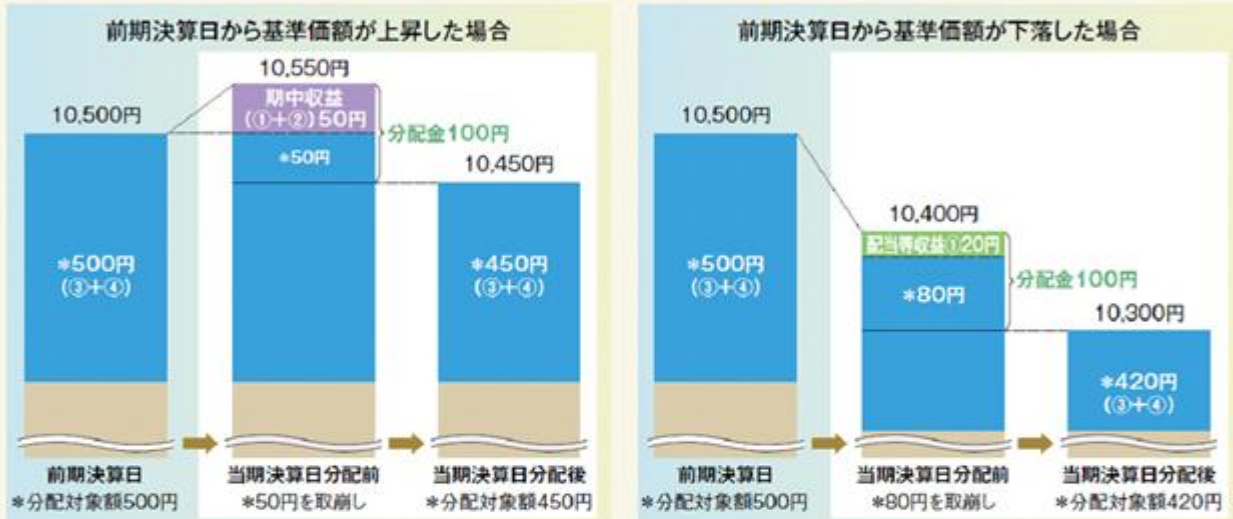 前期決算日から基準価額が上昇した場合
10,500円
10,550円
期中収益
(①+②)50円
*50円
分配金100円
10,450円
*500円
(③+④)
*450円
(③+④)
前期決算日
*分配対象額500円
当期決算日分配前
*50円を取崩し
当期決算日分配後
*分配対象額450円
前期決算日から基準価額が下落した場合
10,500円
10,400円
配当等収益①20円
*80円
分配金100円
10,300円
*500円
(③+④)
*420円
(③+④)
前期決算日
*分配対象額500円
当期決算日分配前
*80円を取崩し
当期決算日分配後
*分配対象額420円